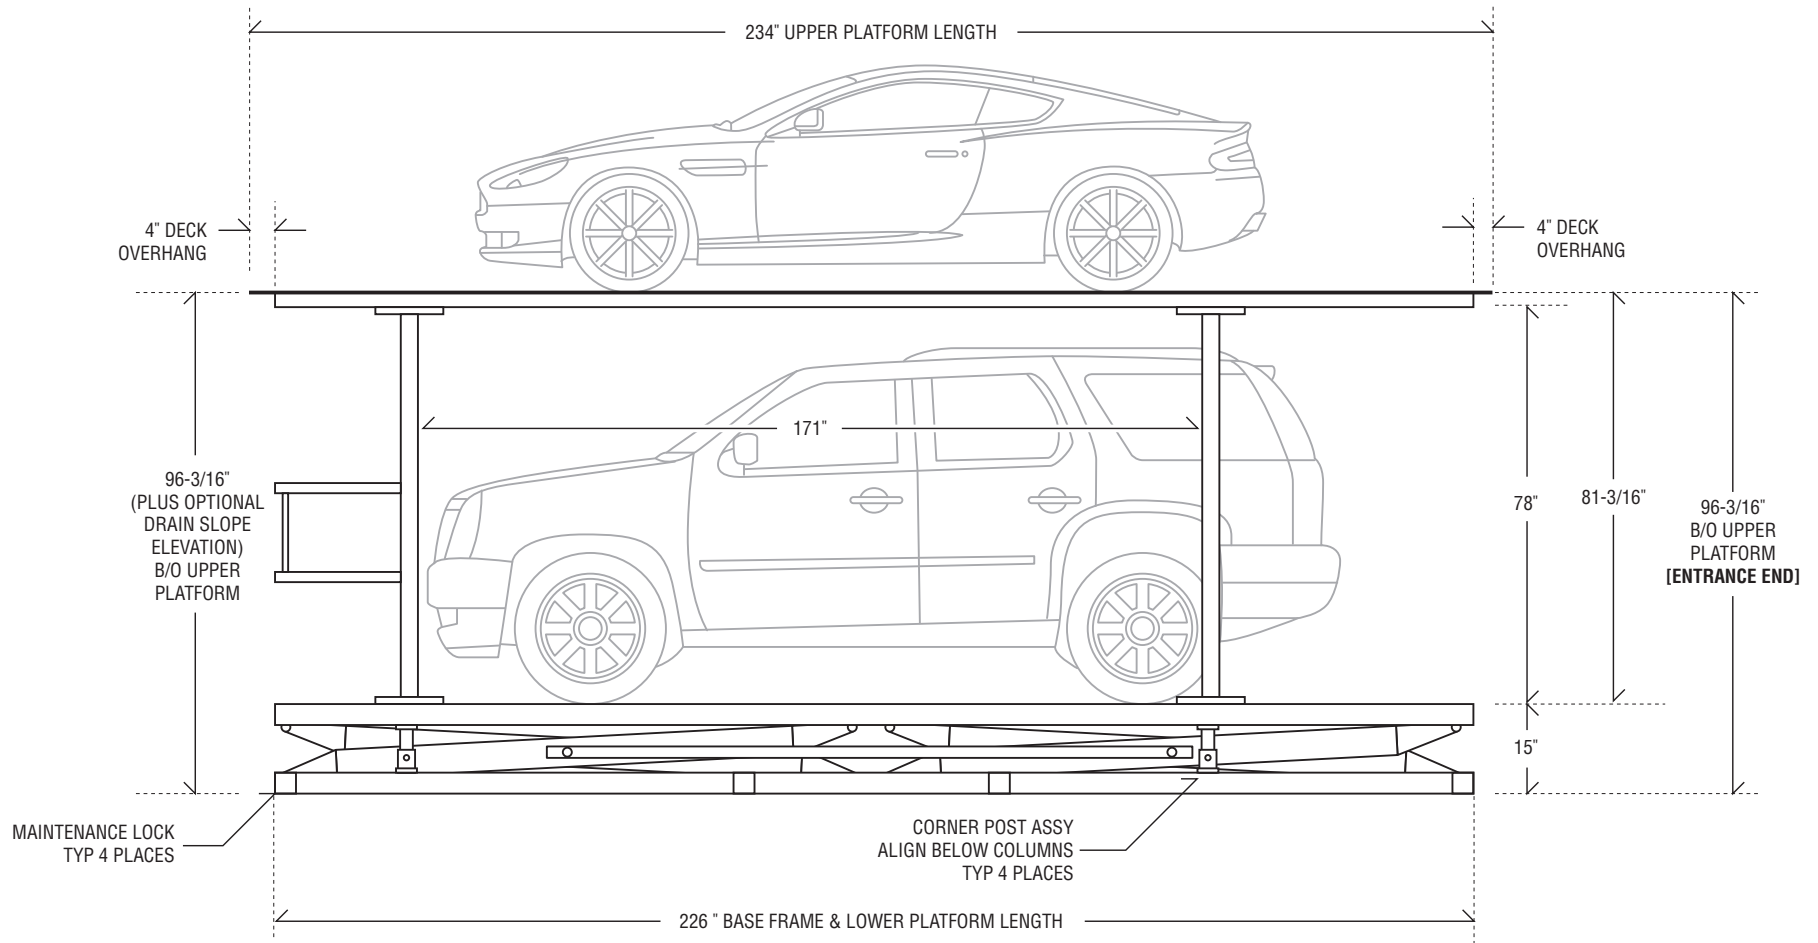 234" UPPER PLATFORM LENGTH
4" DECK
OVERHANG
4" DECK
OVERHANG
171"
96-3/16"
(PLUS OPTIONAL
DRAIN SLOPE
ELEVATION)
B/O UPPER
PLATFORM
78"
81-3/16"
96-3/16"
B/O UPPER
PLATFORM
[ENTRANCE END]
15"
MAINTENANCE LOCK
TYP 4 PLACES
CORNER POST ASSY
ALIGN BELOW COLUMNS
TYP 4 PLACES
226 " BASE FRAME & LOWER PLATFORM LENGTH